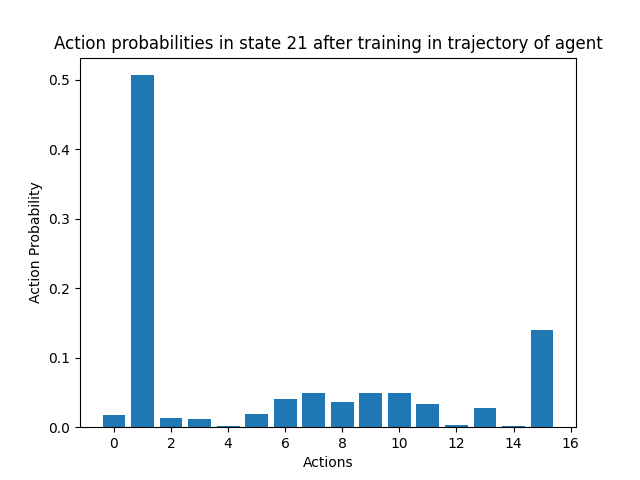 Action probabilities in state 21 after training in trajectory of agent
0.5
0.4
0.3
0.2
0.1
0.0
Action Probability
0 2 4 6 8 10 12 14 16
Actions